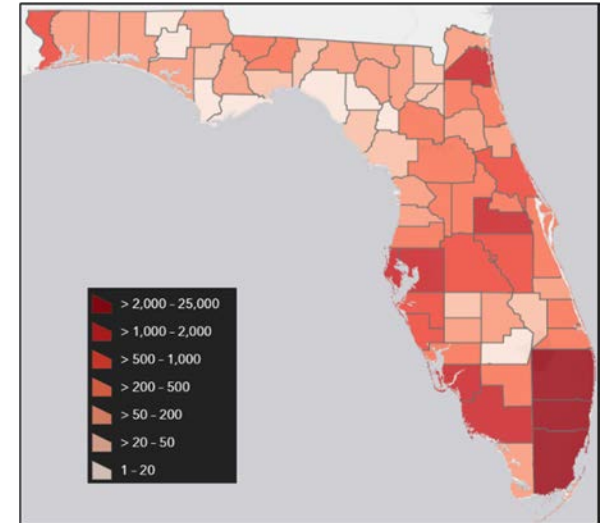 > 2,000 – 25,000
> 1,000 – 2,000
> 500 – 1,000
> 200 – 500
> 50 – 200
> 20 – 50
1 – 20